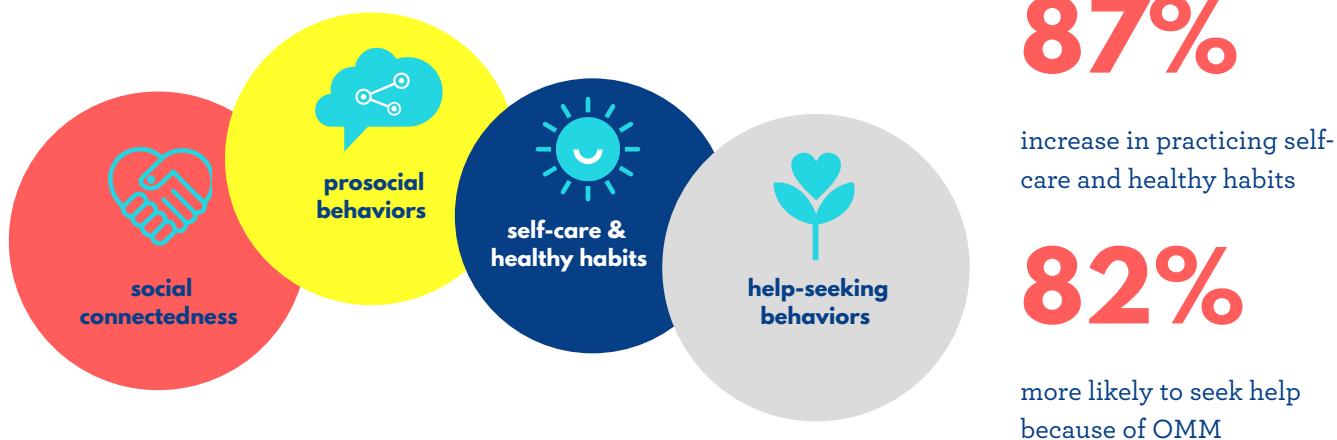 prosocial
behaviors
self-care &
healthy habits
social
connectedness
help-seeking
behaviors
87%
increase in practicing self-
care and healthy habits
82%
more likely to seek help
because of OMM